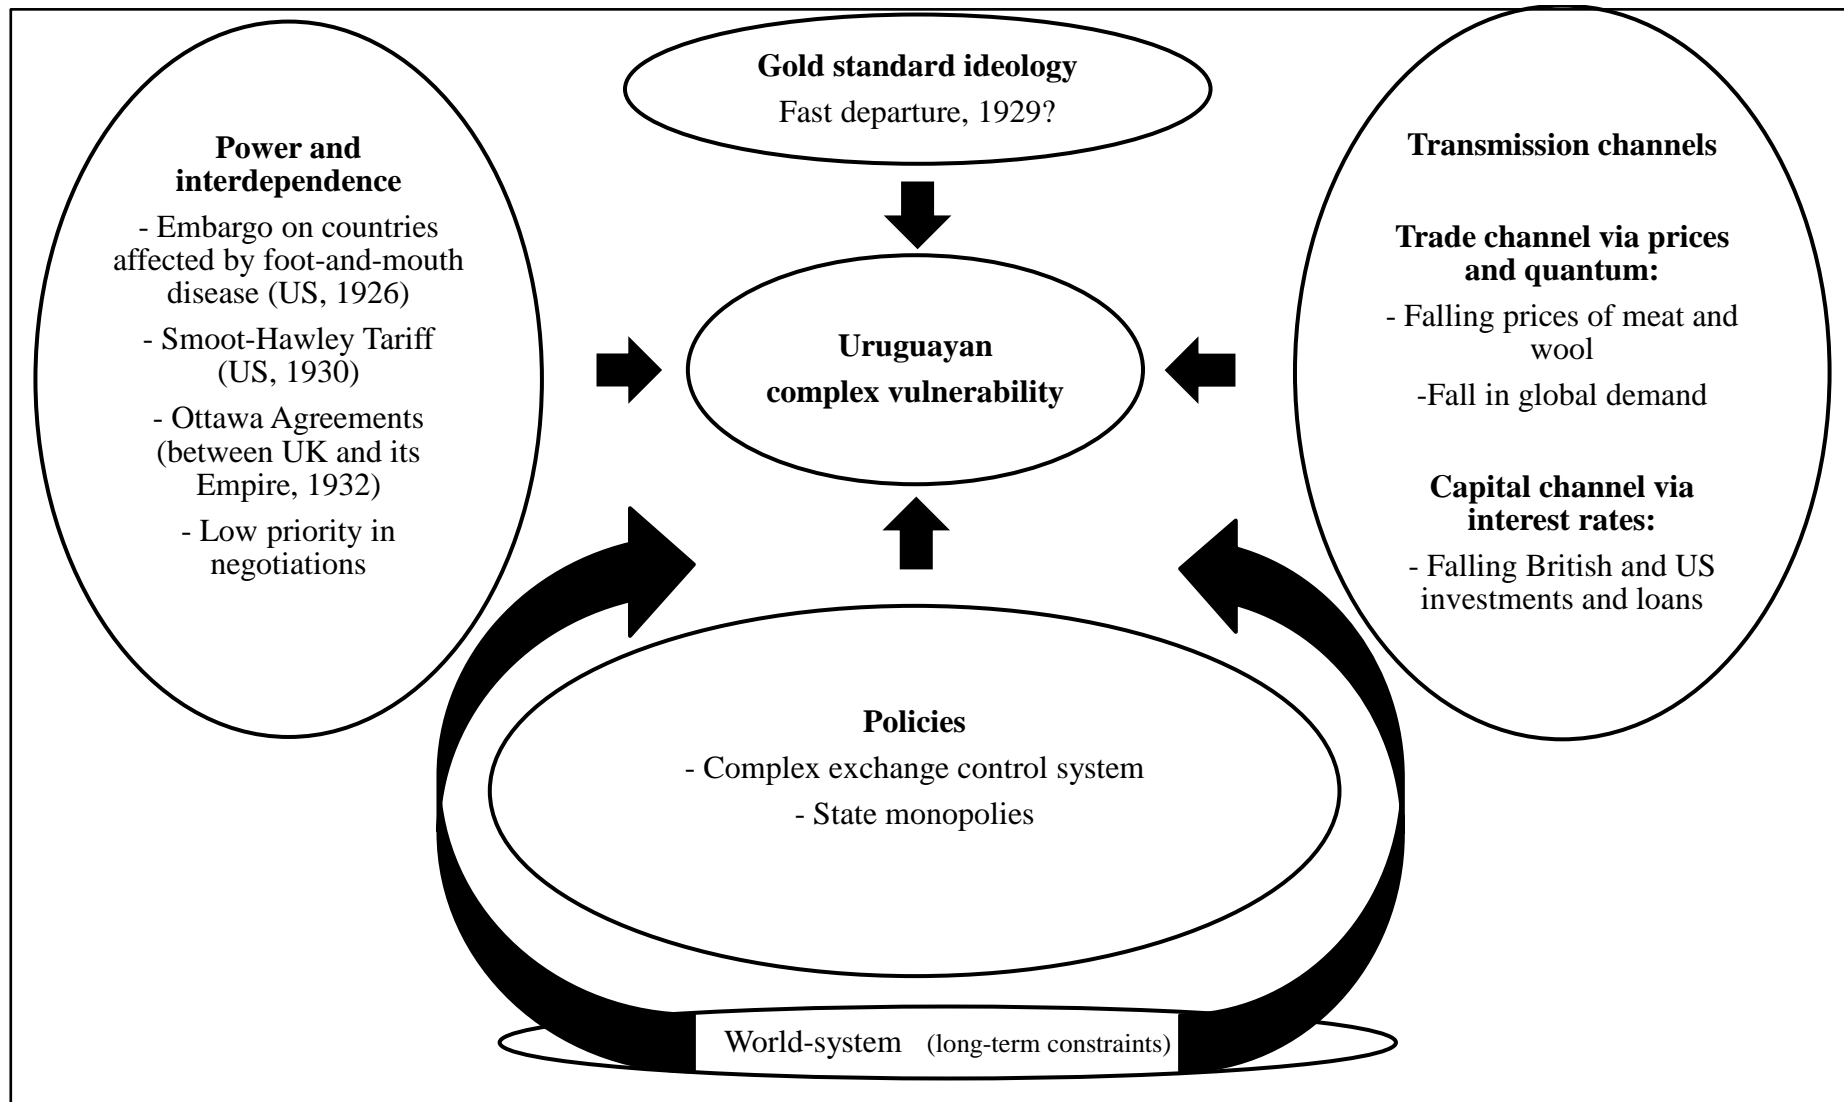 Gold standard ideology
Fast departure, 1929?
Power and
interdependence
- Embargo on countries
affected by foot-and-mouth
disease (US, 1926)
- Smoot-Hawley Tariff
(US, 1930)
- Ottawa Agreements
(between UK and its
Empire, 1932)
- Low priority in
negotiations
Uruguayan
complex vulnerability
Transmission channels
Trade channel via prices
and quantum:
- Falling prices of meat and
wool
-Fall in global demand
Capital channel via
interest rates:
- Falling British and US
investments and loans
Policies
- Complex exchange control system
- State monopolies
World-system (long-term constraints)